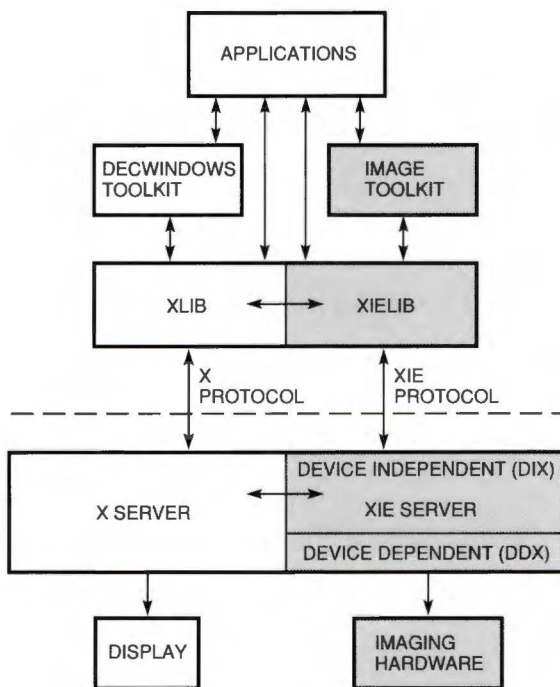 APPLICATIONS
DECWINDOWS
TOOLKIT
IMAGE
TOOLKIT
XLIB
XIELIB
X
PROTOCOL
XIE
PROTOCOL
X SERVER
DEVICE INDEPENDENT (DIX)
XIE SERVER
DEVICE DEPENDENT (DDX)
DISPLAY
IMAGING
HARDWARE